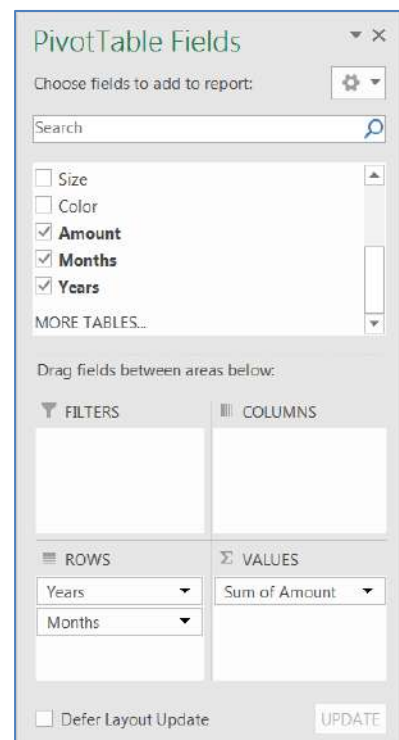 PivotTable Fields
Choose fields to add to report:
Search
Size
Color
Amount
Months
Years
MORE TABLES...
Drag fields between areas below:
FILTERS
COLUMNS
ROWS
Σ VALUES
Years
Sum of Amount
Months
Defer Layout Update
UPDATE